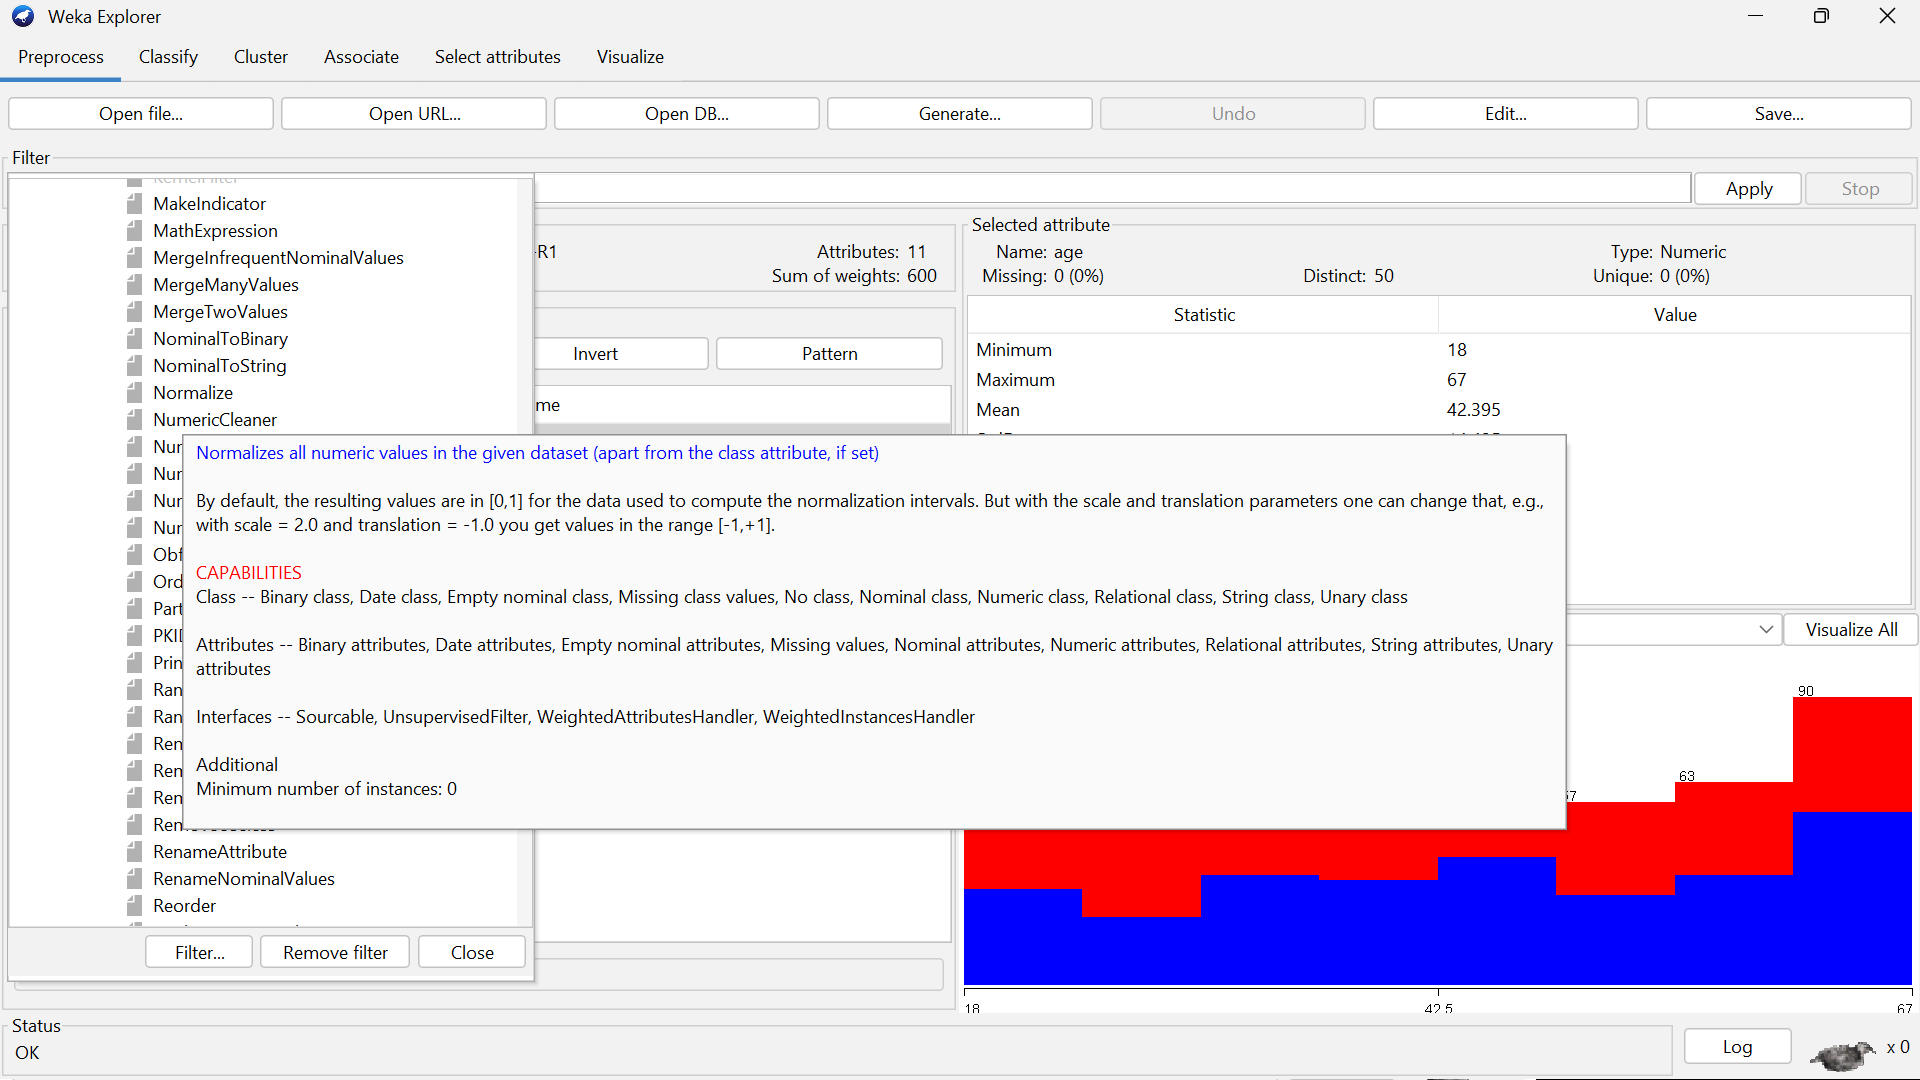 Weka Explorer
Preprocess Classify Cluster Associate Select attributes Visualize
Open file... Open URL... Open DB... Generate... Undo Edit... Save...
Filter
Apply Stop
MakeIndicator
MathExpression
MergeInfrequentNominalValues
MergeManyValues
MergeTwoValues
NominalToBinary
NominalToString
Normalize
NumericCleaner
Nur
Nur
Nur
Nur
Obf
Ord
Part
PKID
Prin
Ran
Ran
Ren
Ren
Ren
RenameAttribute
RenameNominalValues
Reorder
Filter... Remove filter Close
-R1 Attributes: 11
Sum of weights: 600
Invert Pattern
me
Selected attribute
Name: age Type: Numeric
Missing: 0 (0%) Distinct: 50 Unique: 0 (0%)
Statistic Value
Minimum 18
Maximum 67
Mean 42.395
Normalizes all numeric values in the given dataset (apart from the class attribute, if set)
By default, the resulting values are in [0,1] for the data used to compute the normalization intervals. But with the scale and translation parameters one can change that, e.g.,
with scale = 2.0 and translation = -1.0 you get values in the range [-1,+1].
CAPABILITIES
Class -- Binary class, Date class, Empty nominal class, Missing class values, No class, Nominal class, Numeric class, Relational class, String class, Unary class
Attributes -- Binary attributes, Date attributes, Empty nominal attributes, Missing values, Nominal attributes, Numeric attributes, Relational attributes, String attributes, Unary
attributes
Interfaces -- Sourcable, UnsupervisedFilter, WeightedAttributesHandler, WeightedInstancesHandler
Additional
Minimum number of instances: 0
Visualize All
90
63
18 42.5 67
Status
OK
Log x 0